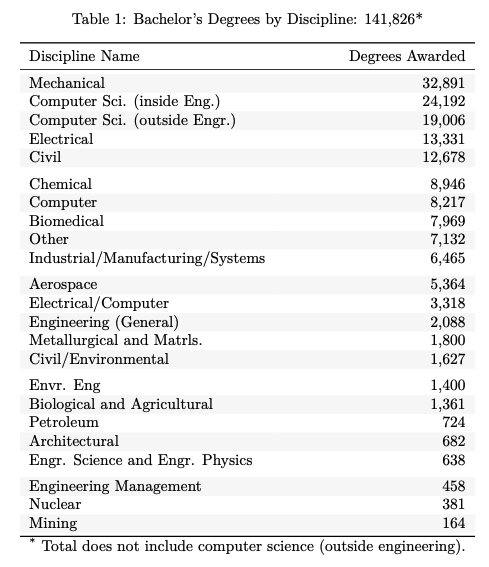 Table 1: Bachelor's Degrees by Discipline: 141,826*
Discipline Name Degrees Awarded
Mechanical 32,891
Computer Sci. (inside Eng.) 24,192
Computer Sci. (outside Engr.) 19,006
Electrical 13,331
Civil 12,678
Chemical 8,946
Computer 8,217
Biomedical 7,969
Other 7,132
Industrial/Manufacturing/Systems 6,465
Aerospace 5,364
Electrical/Computer 3,318
Engineering (General) 2,088
Metallurgical and Matrls. 1,800
Civil/Environmental 1,627
Envr. Eng 1,400
Biological and Agricultural 1,361
Petroleum 724
Architectural 682
Engr. Science and Engr. Physics 638
Engineering Management 458
Nuclear 381
Mining 164
* Total does not include computer science (outside engineering).